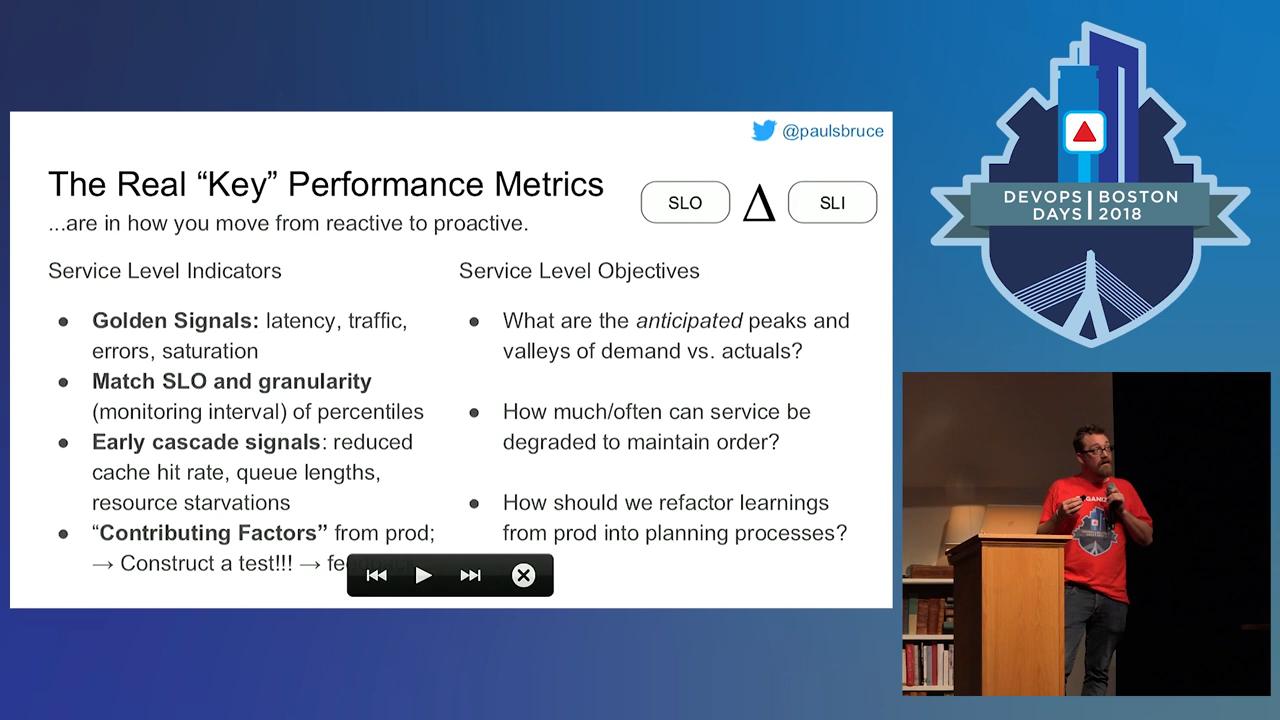 @paulsbruce
The Real “Key” Performance Metrics
...are in how you move from reactive to proactive.
SLO Δ SLI
Service Level Indicators
● Golden Signals: latency, traffic,
errors, saturation
● Match SLO and granularity
(monitoring interval) of percentiles
● Early cascade signals: reduced
cache hit rate, queue lengths,
resource starvations
● “Contributing Factors” from prod;
→ Construct a test!!! →
Service Level Objectives
● What are the anticipated peaks and
valleys of demand vs. actuals?
● How much/often can service be
degraded to maintain order?
● How should we refactor learnings
from prod into planning processes?
DEVOPS BOSTON
DAYS 2018